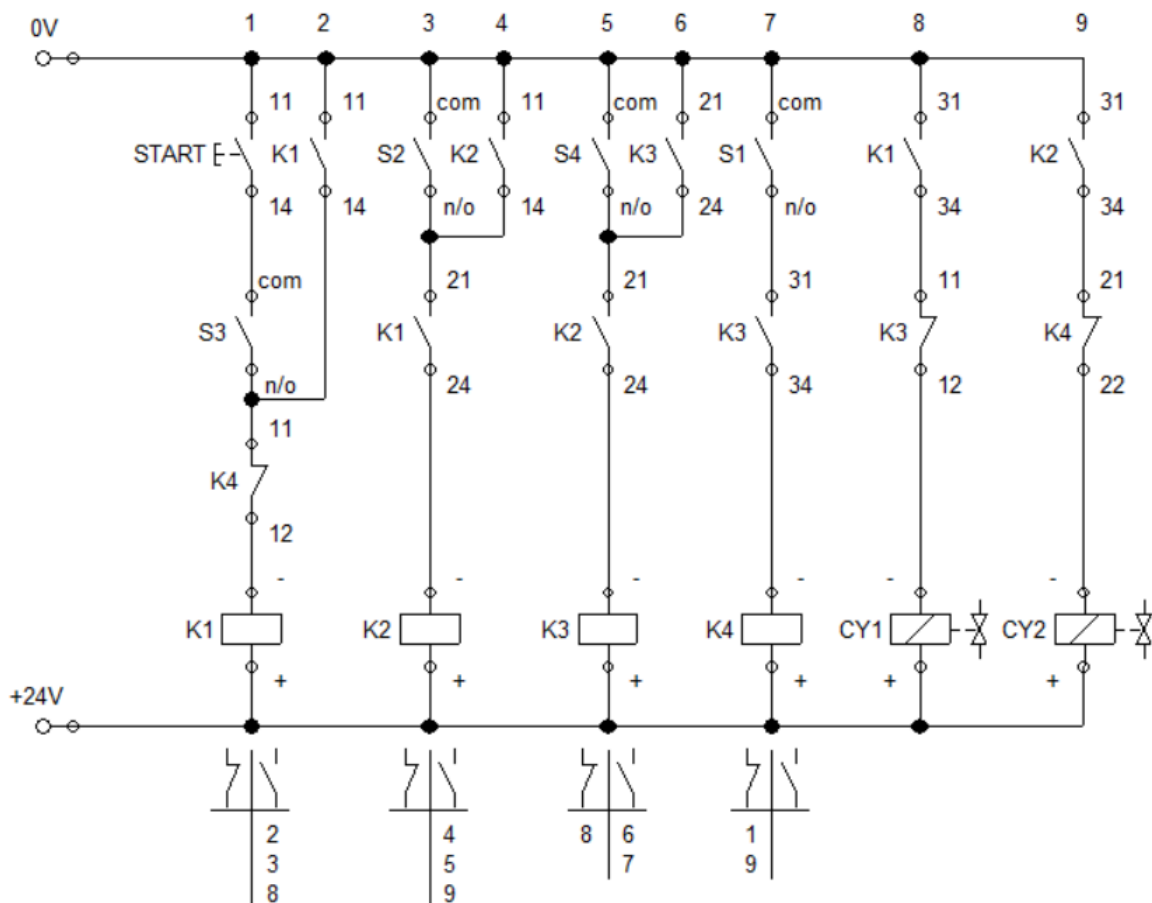 1 2 3 4 5 6 7 8 9
0V
11 11 com 11 com 21 com 31 31
START K1 S2 K2 S4 K3 S1 K1 K2
14 14 n/o 14 n/o 24 n/o 34 34
com 21 21 31 11 21
S3 K1 K2 K3 K3 K4
n/o 24 24 34 12 22
11
K4
12
- - - - - -
K1 K2 K3 K4 CY1 CY2
+ + + + + +
+24V
2 4 8 6 1
3 5 7 9
8 9